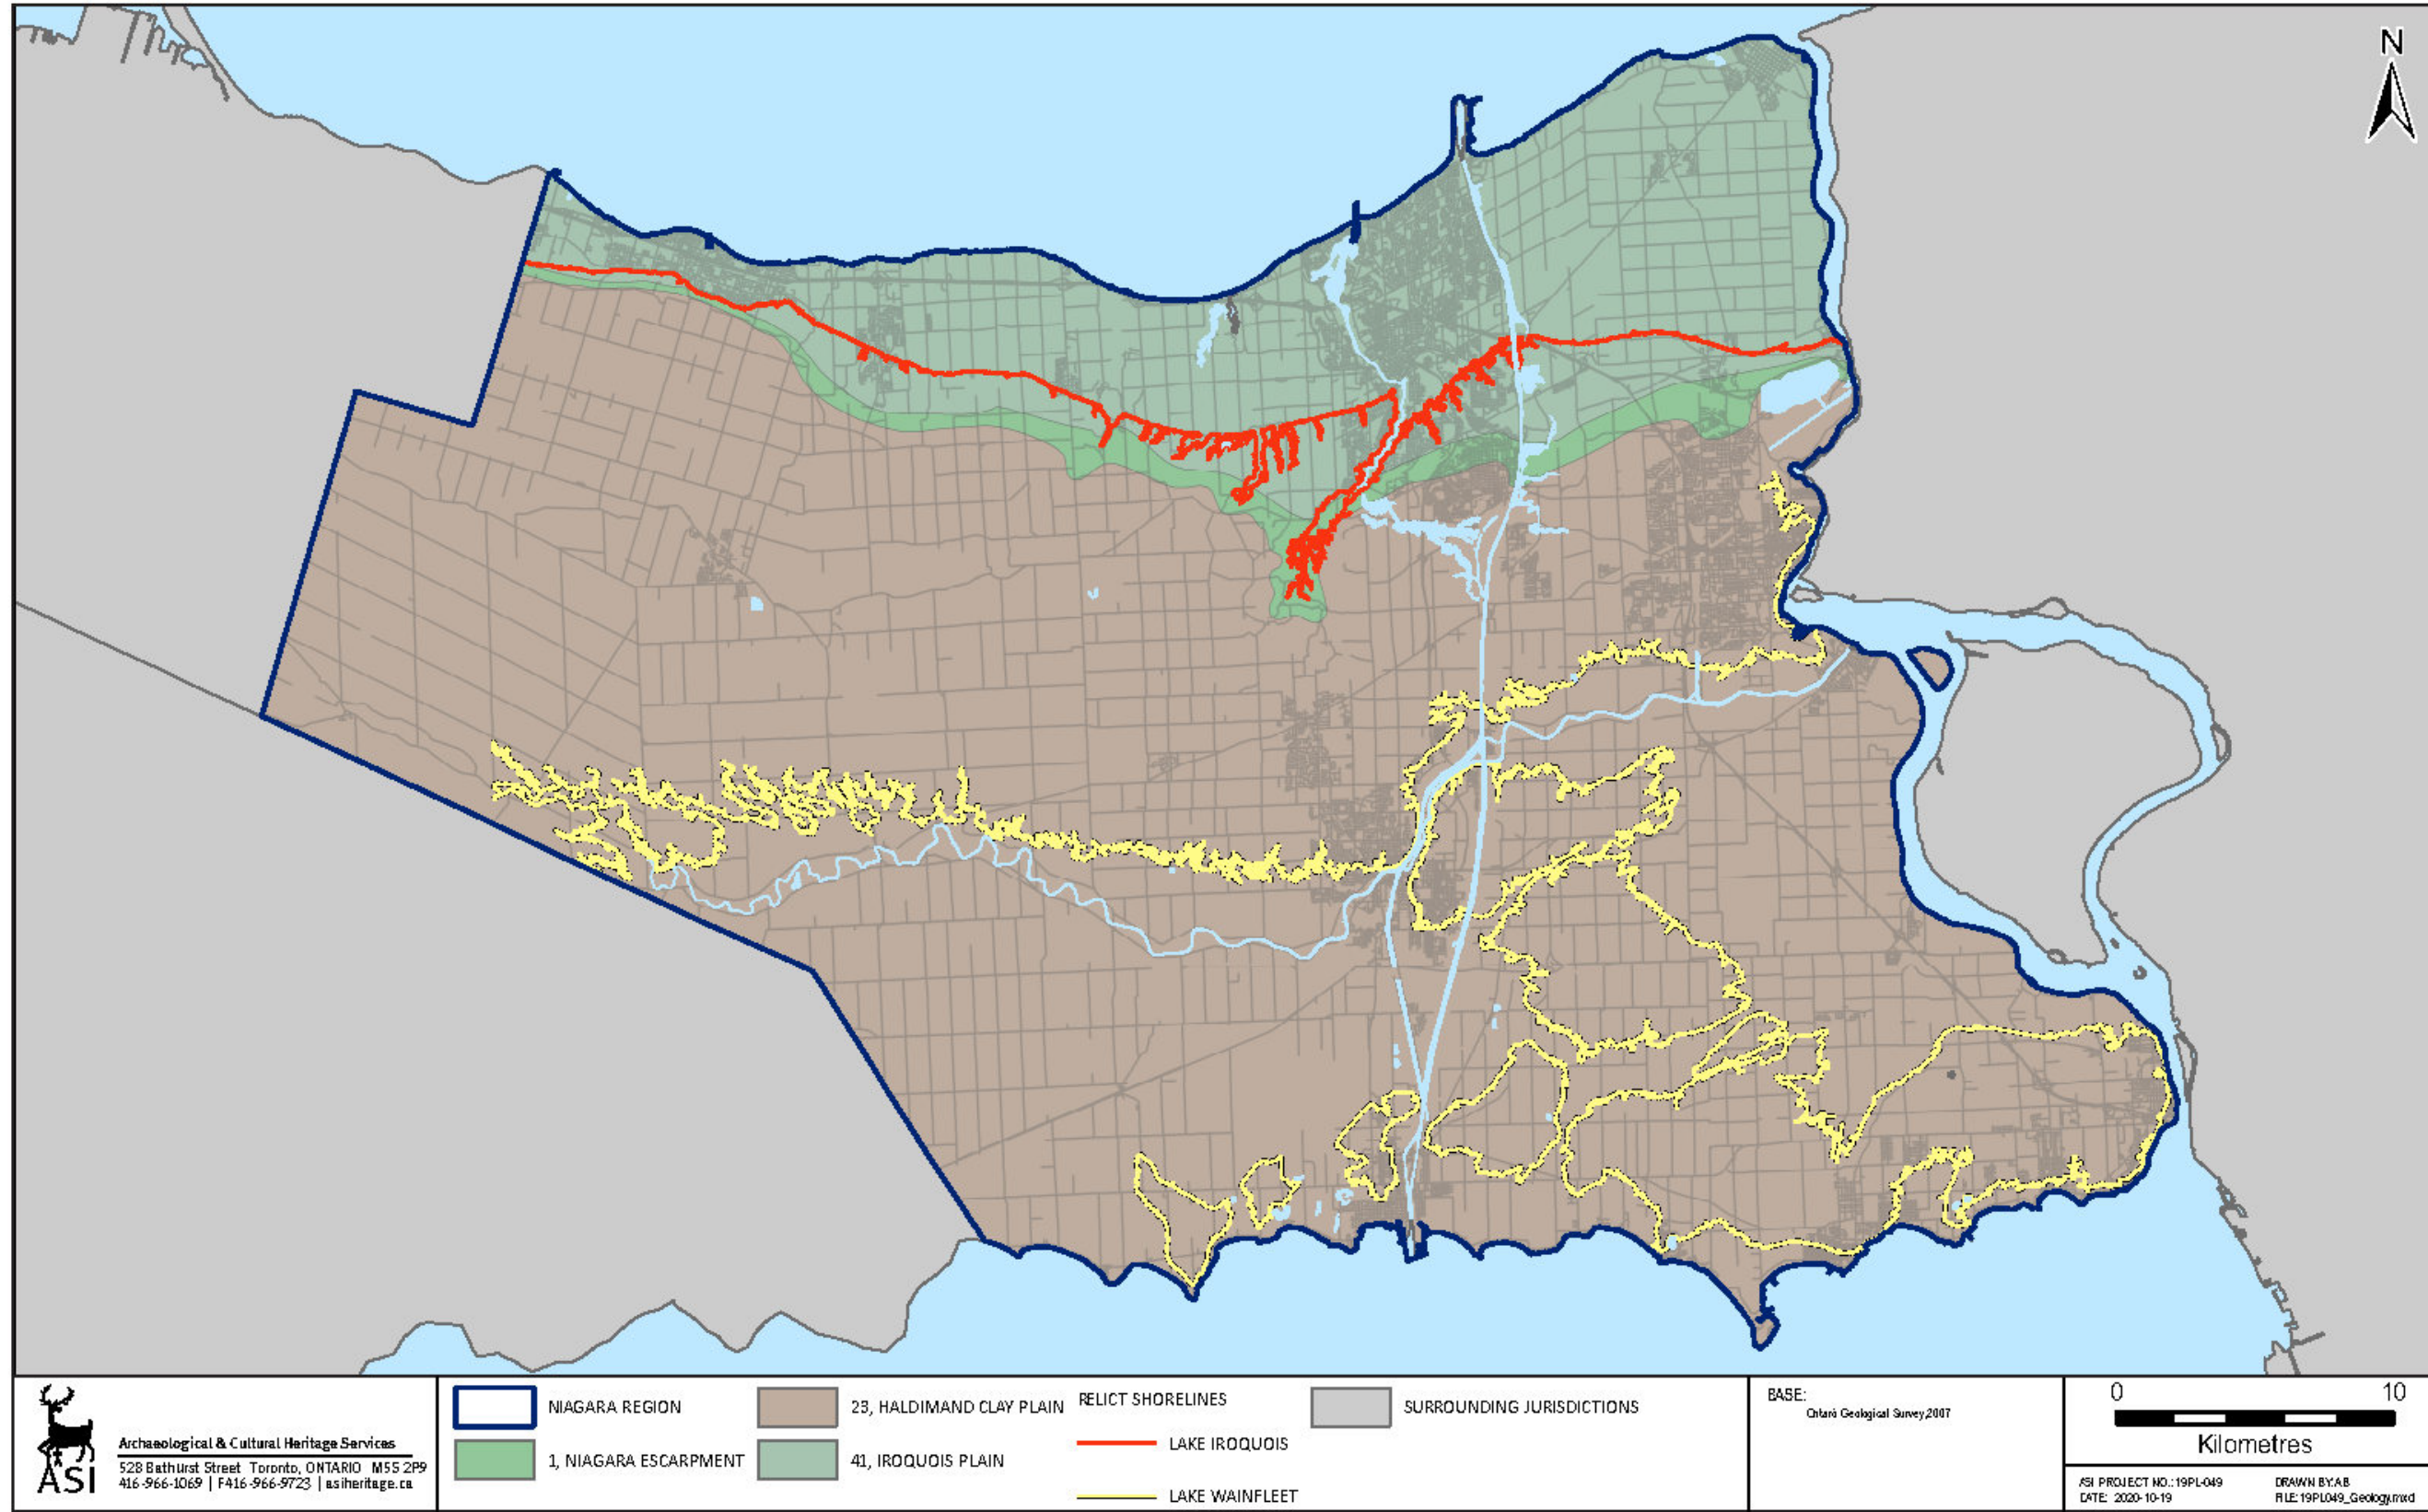 N
ASI
Archaeological & Cultural Heritage Services
528 Bathurst Street Toronto, ONTARIO M5S 2P9
416-966-1069 | F416-966-9723 | asiheritage.ca
NIAGARA REGION
1, NIAGARA ESCARPMENT
23, HALDIMAND CLAY PLAIN
41, IROQUOIS PLAIN
RELICT SHORELINES
LAKE IROQUOIS
LAKE WAINFLEET
SURROUNDING JURISDICTIONS
BASE:
Ontario Geological Survey, 2007
0 10
Kilometres
ASI PROJECT NO.: 19PL-049
DATE: 2020-10-19
DRAWN BY: AB
FILE: 19PL049_Geology.mxd